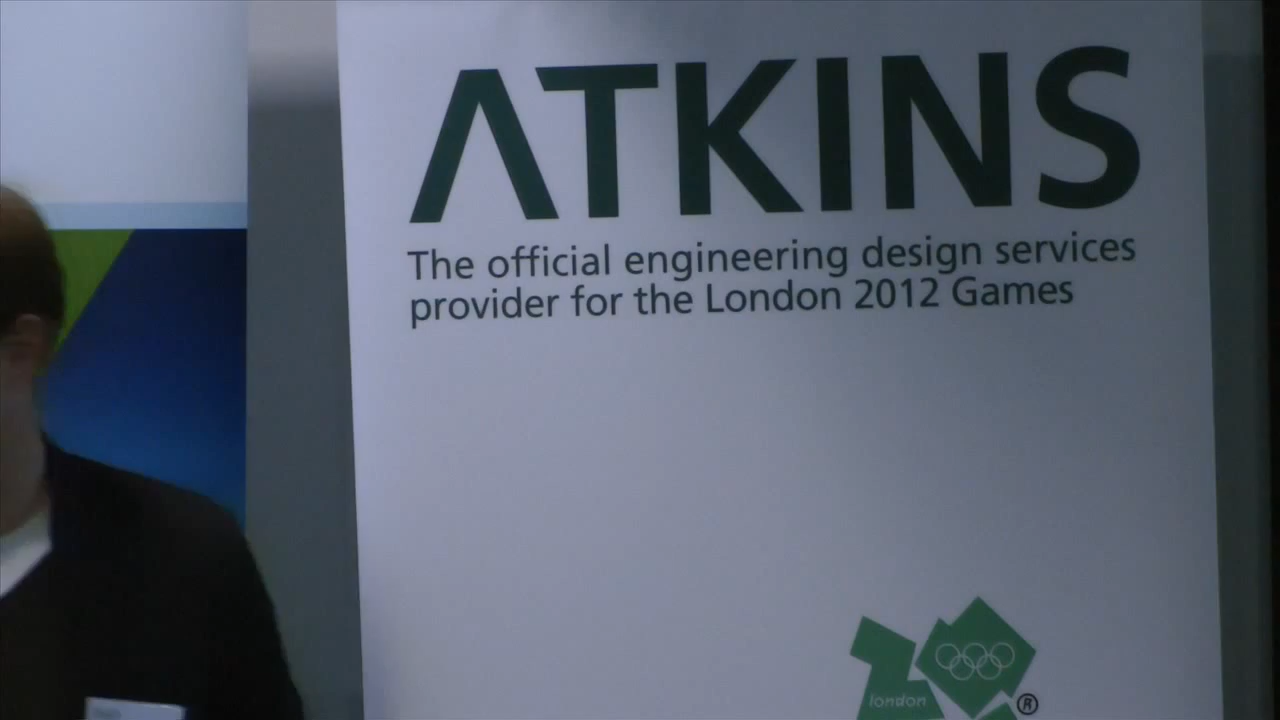 ATKINS
The official engineering design services
provider for the London 2012 Games
london
®